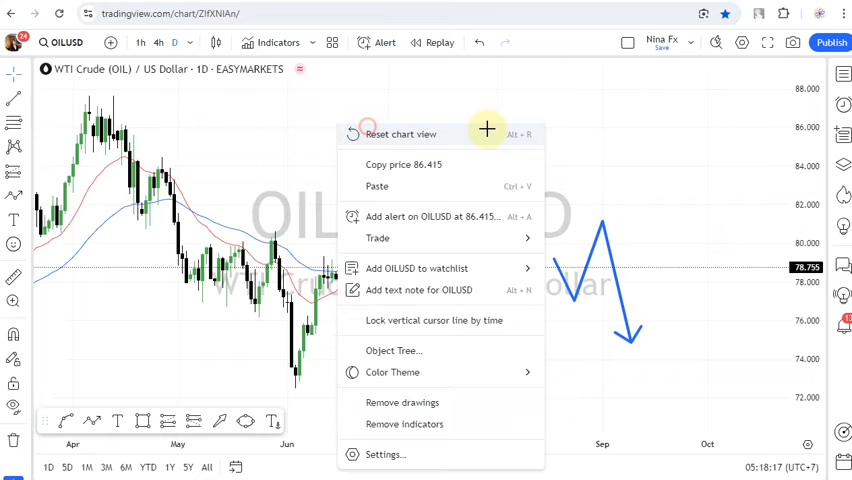 tradingview.com/chart/ZIfXNIAn/
24
OILUSD
1h 4h D
Indicators
Alert
Replay
Nina Fx
Save
Publish
WTI Crude (OIL) / US Dollar · 1D · EASYMARKETS
88.000
86.000
84.000
82.000
80.000
78.755
76.000
74.000
72.000
70.000
Reset chart view Alt + R
Copy price 86.415
Paste Ctrl + V
Add alert on OILUSD at 86.415... Alt + A
Trade
Add OILUSD to watchlist
Add text note for OILUSD Alt + N
Lock vertical cursor line by time
Object Tree...
Color Theme
Remove drawings
Remove indicators
Settings...
Apr May Jun Sep Oct
1D 5D 1M 3M 6M YTD 1Y 5Y All
05:18:17 (UTC+7)